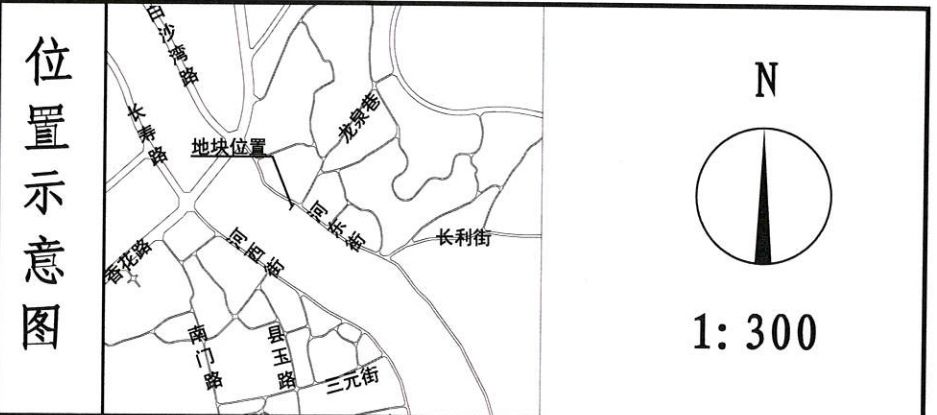 位置示意图
白沙湾路
长寿路
地块位置
龙泉巷
河东街
长利街
河西街
香花路
南门路
县玉路
三元街
N
1:300